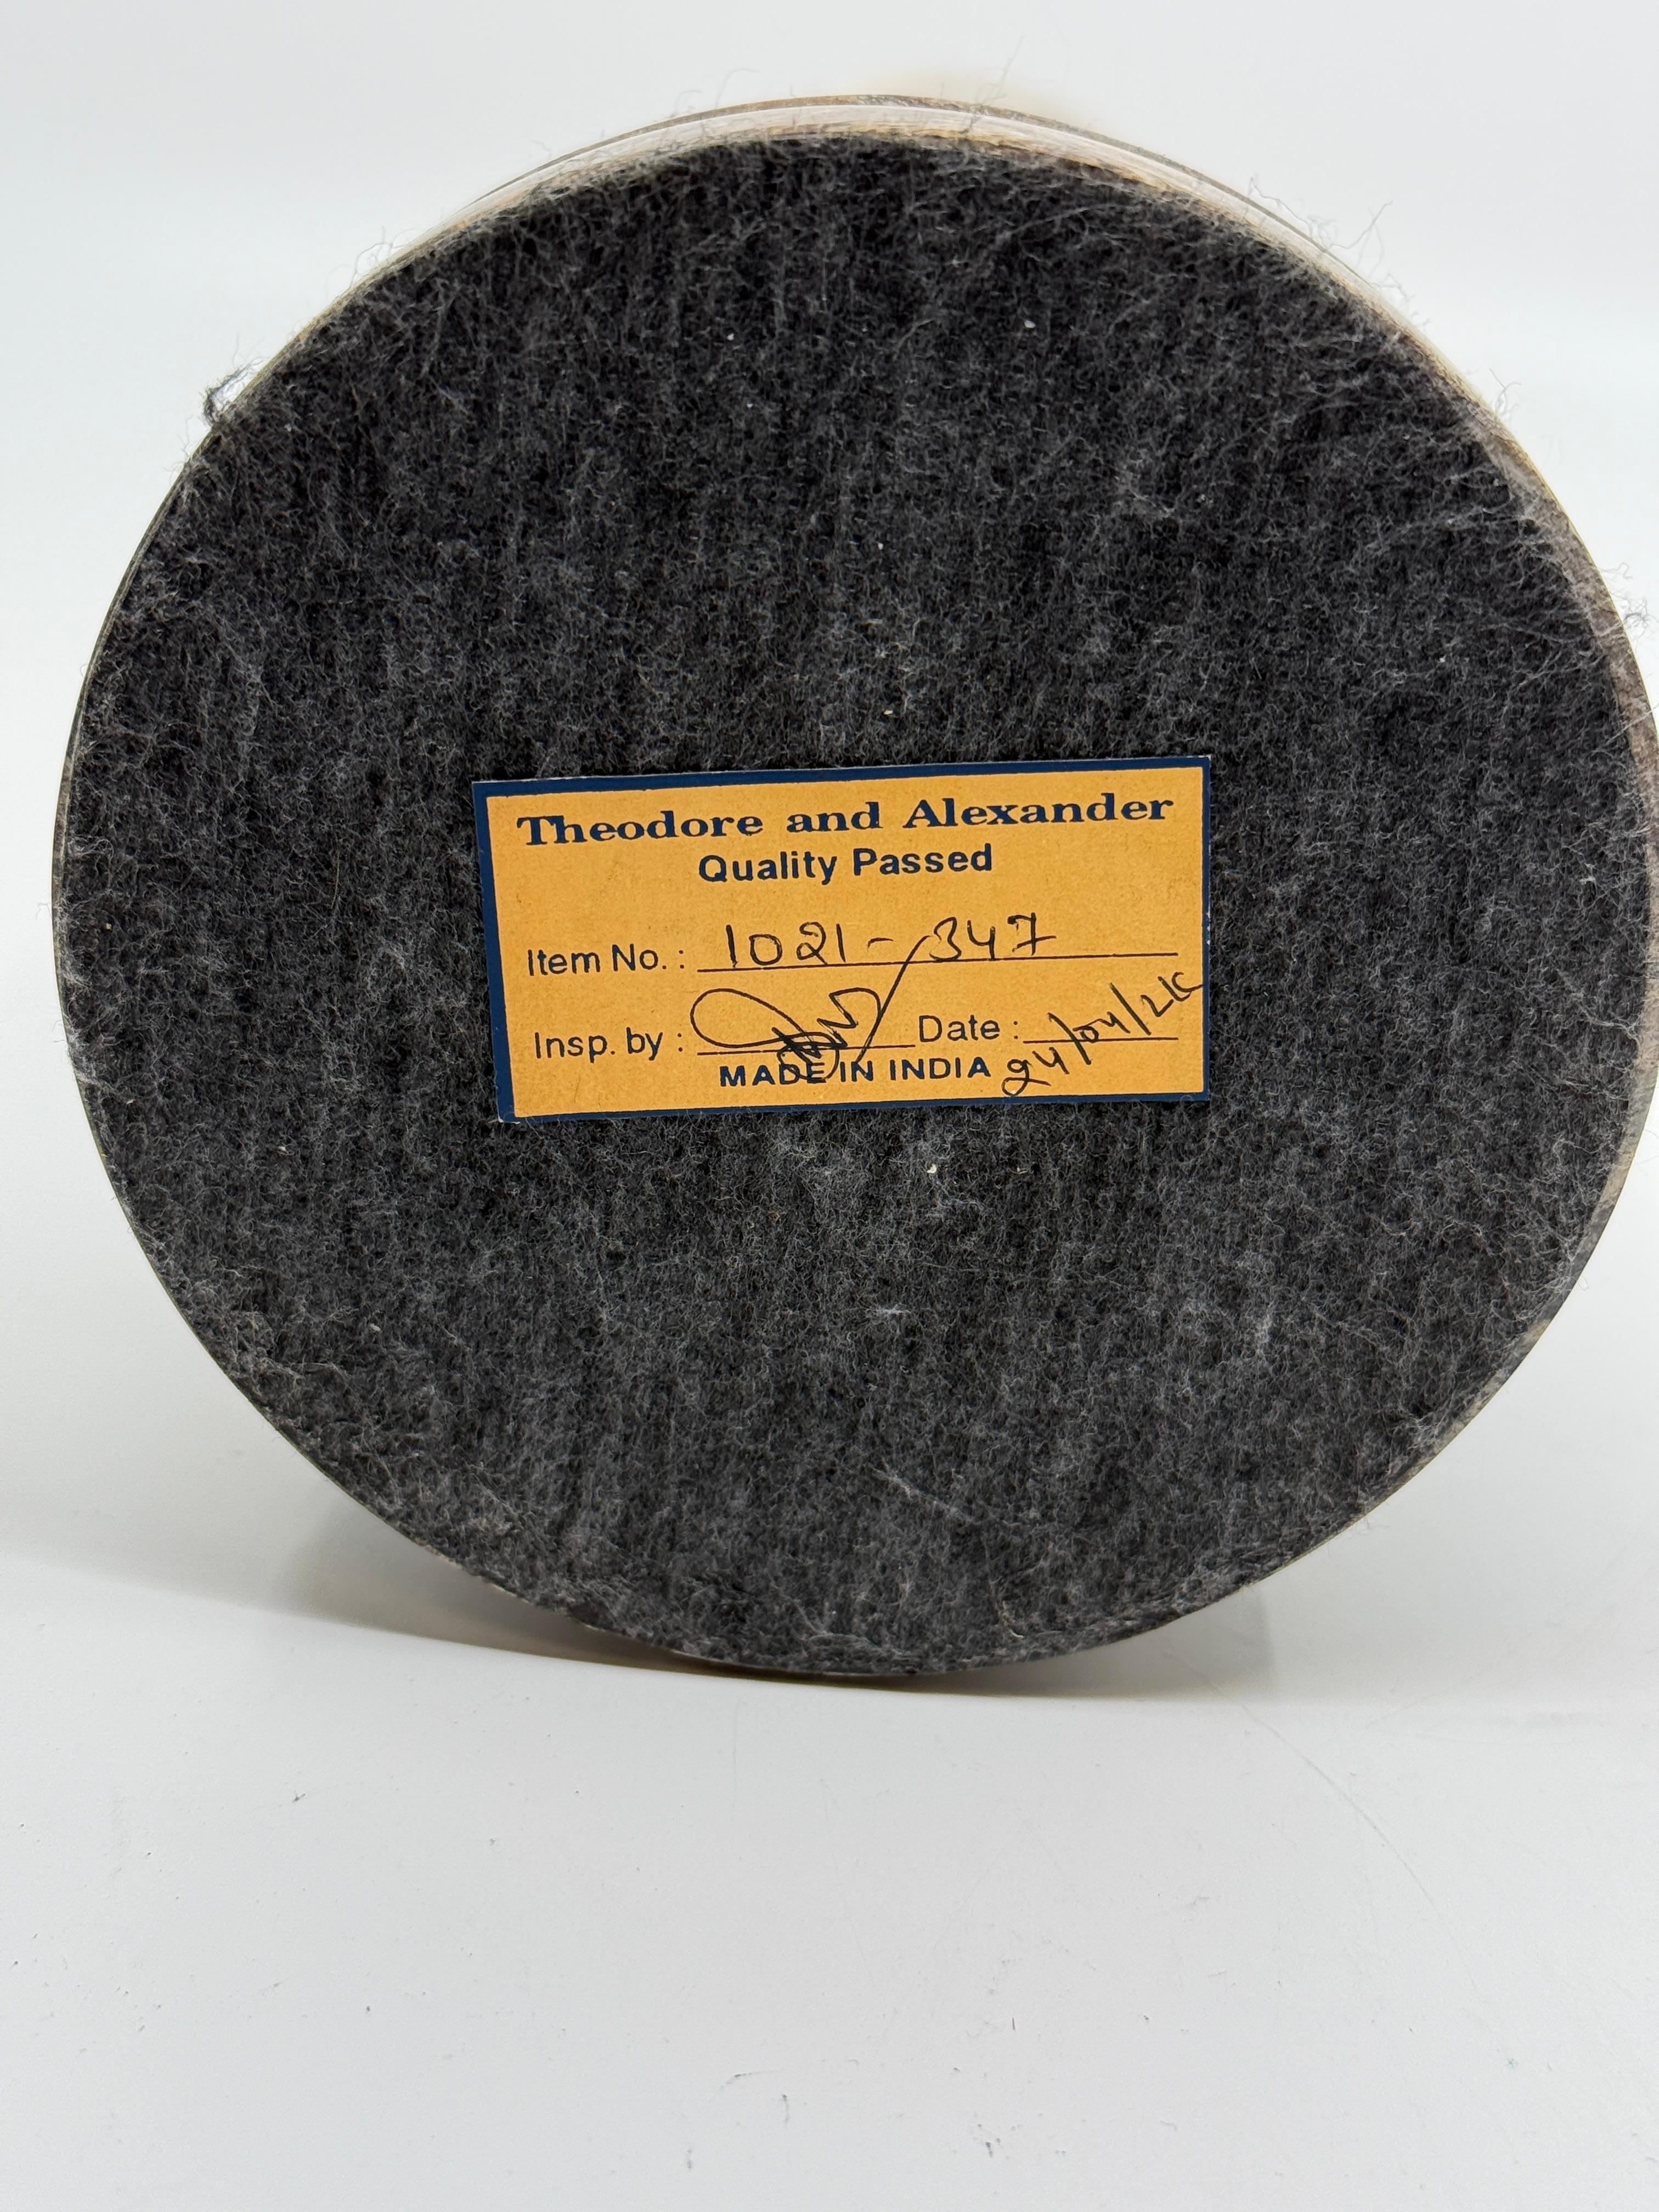 Theodore and Alexander
Quality Passed
Item No. : 1021-347
Insp. by : Date :
MADE IN INDIA